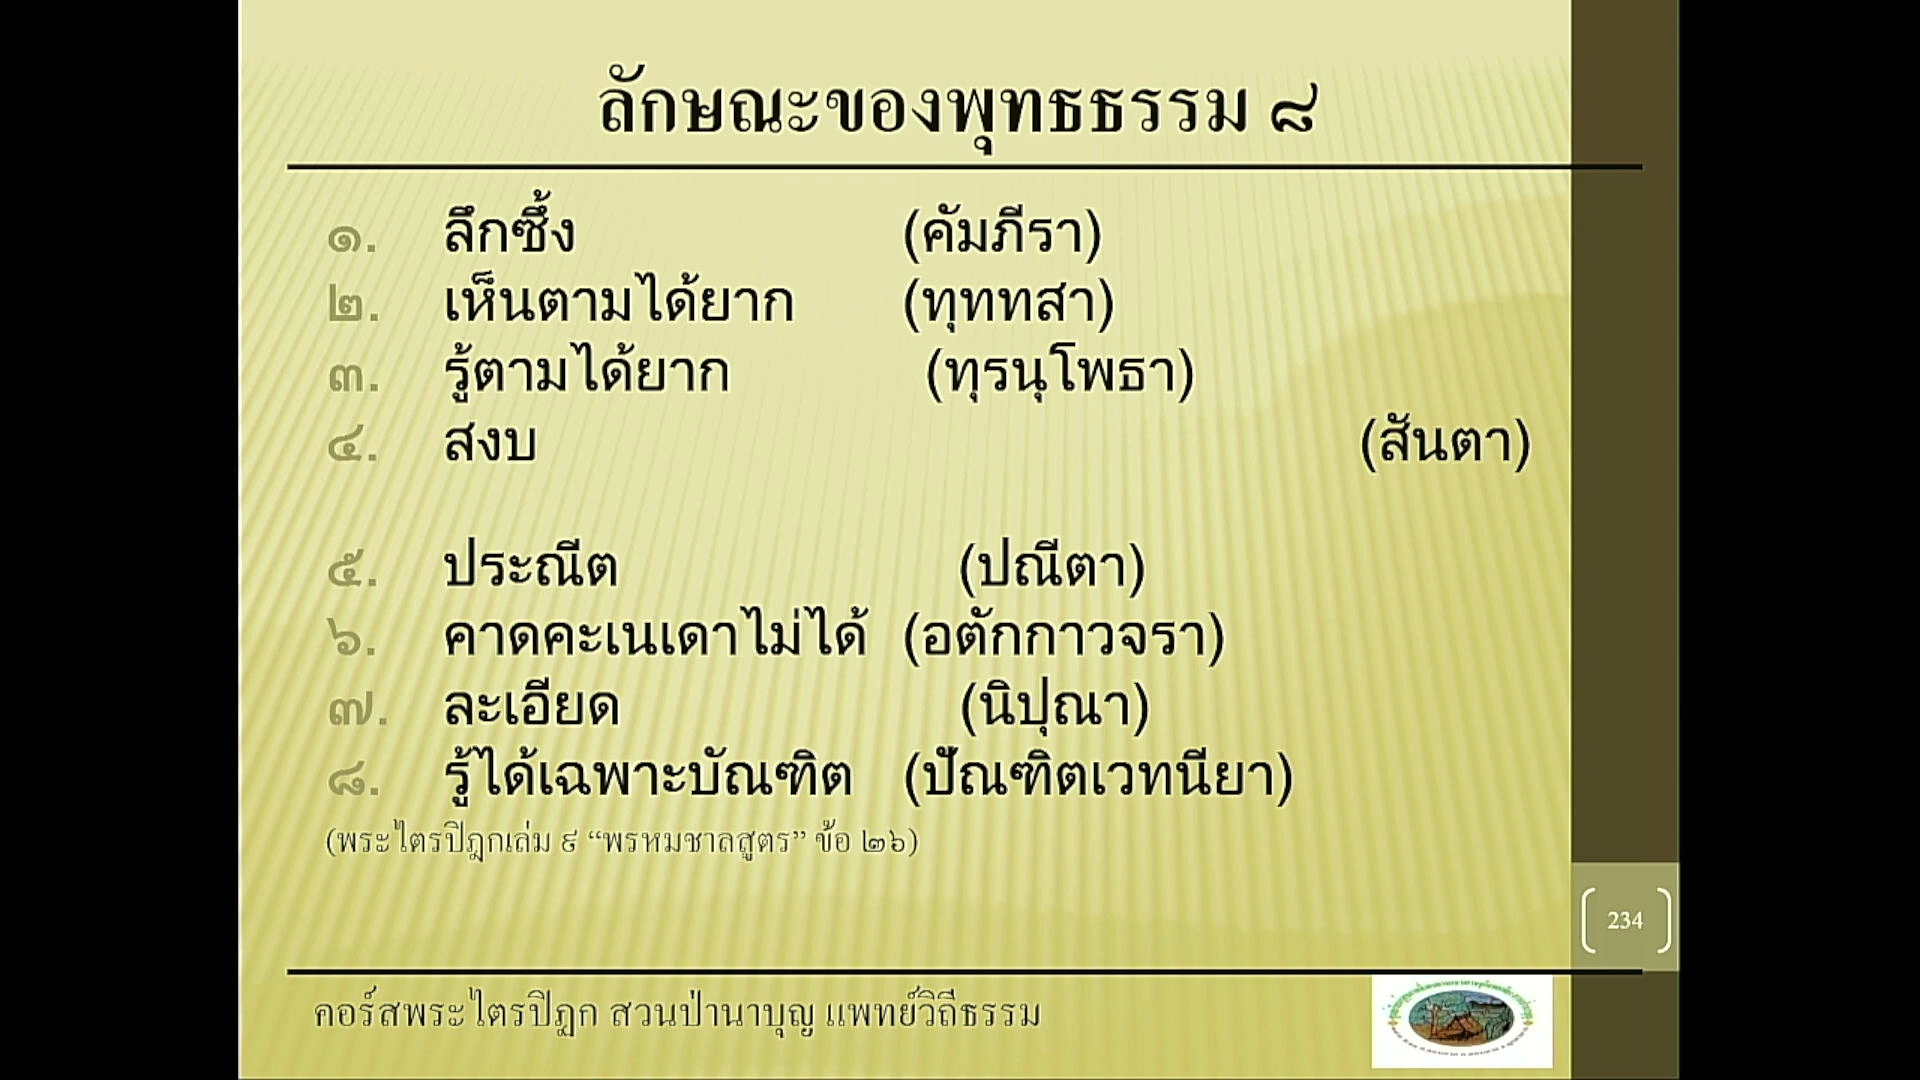 ลักษณะของพุทธธรรม ๘
๑. ลึกซึ้ง (คัมภีรา)
๒. เห็นตามได้ยาก (ทุททสา)
๓. รู้ตามได้ยาก (ทุรนุโพธา)
๔. สงบ (สันตา)
๕. ประณีต (ปณีตา)
๖. คาดคะเนเดาไม่ได้ (อตักกาวจรา)
๗. ละเอียด (นิปุณา)
๘. รู้ได้เฉพาะบัณฑิต (ปัณฑิตเวทนียา)
(พระไตรปิฎกเล่ม ๙ “พรหมชาลสูตร” ข้อ ๒๖)
234
คอร์สพระไตรปิฏก สวนป่านาบุญ แพทย์วิถีธรรม